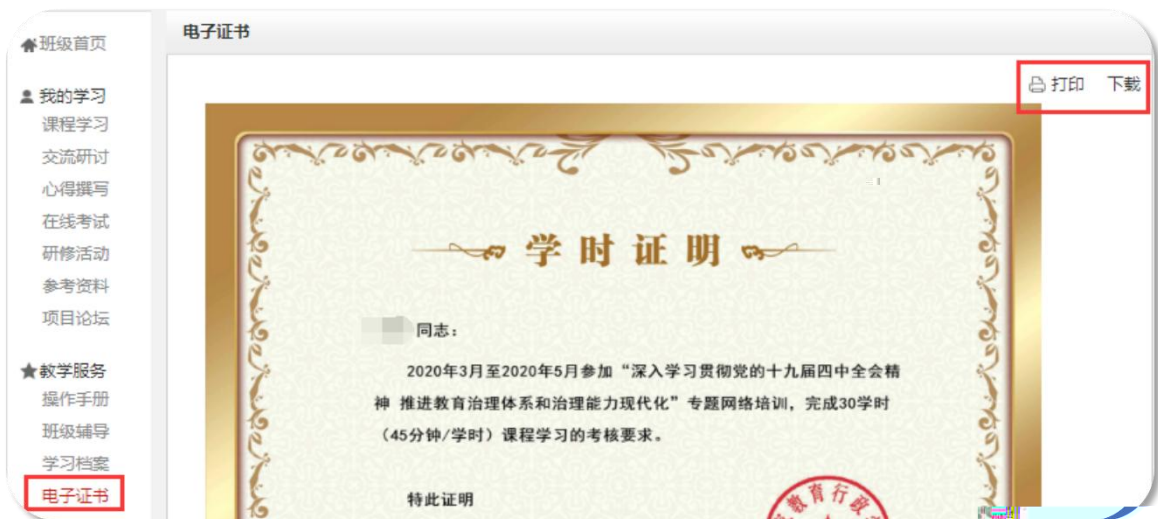 班级首页
电子证书
打印 下载
我的学习
课程学习
交流研讨
心得撰写
在线考试
研修活动
参考资料
项目论坛
教学服务
操作手册
班级辅导
学习档案
电子证书
学时证明
同志：
2020年3月至2020年5月参加“深入学习贯彻党的十九届四中全会精
神 推进教育治理体系和治理能力现代化”专题网络培训，完成30学时
（45分钟/学时）课程学习的考核要求。
特此证明
教育行政